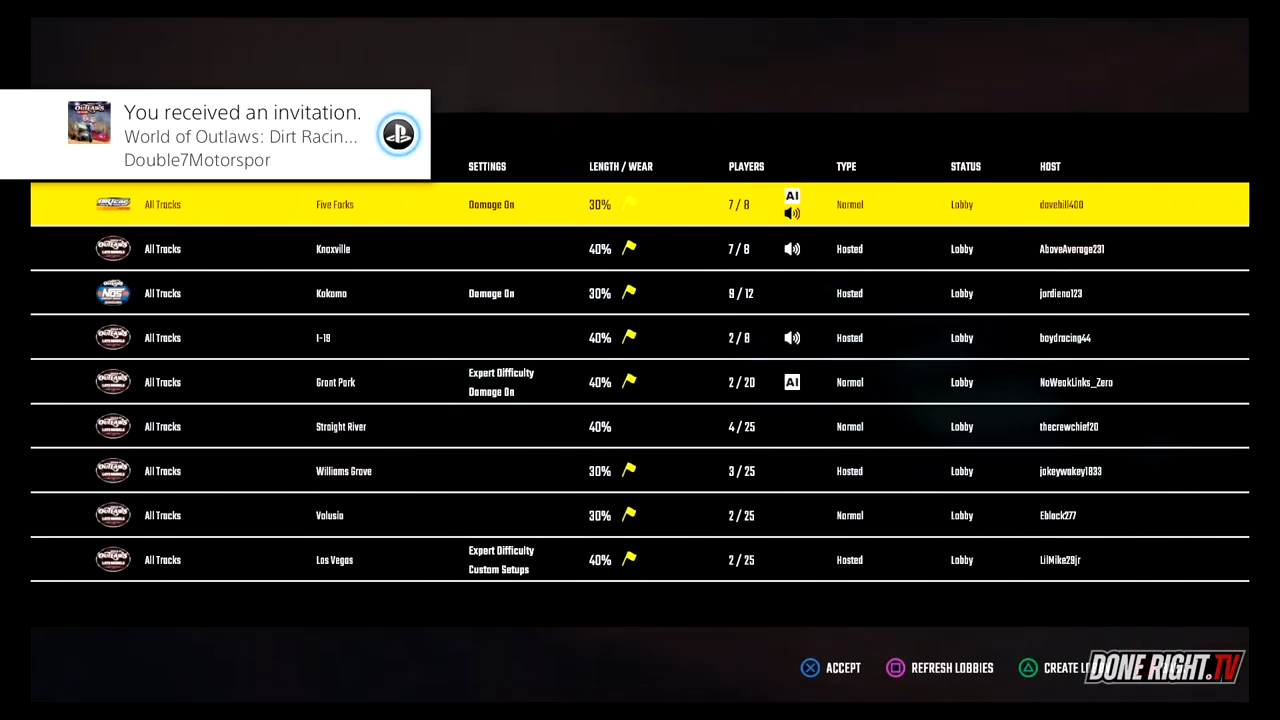 You received an invitation.
World of Outlaws: Dirt Racin...
Double7Motorspor
SETTINGS LENGTH / WEAR PLAYERS TYPE STATUS HOST
All Tracks Five Forks Damage On 30% 7 / 8 AI Normal Lobby davehill400
All Tracks Knoxville 40% 7 / 8 Hosted Lobby AboveAverage231
All Tracks Kokomo Damage On 30% 9 / 12 Hosted Lobby jordieno123
All Tracks I-19 40% 2 / 8 Hosted Lobby boydracing44
All Tracks Grant Park Expert Difficulty Damage On 40% 2 / 20 AI Normal Lobby NoWeakLinks_Zero
All Tracks Straight River 40% 4 / 25 Normal Lobby thecrewchief20
All Tracks Williams Grove 30% 3 / 25 Hosted Lobby jokeywakey1833
All Tracks Volusia 30% 2 / 25 Normal Lobby Eblack277
All Tracks Las Vegas Expert Difficulty Custom Setups 40% 2 / 25 Hosted Lobby LilMike29jr
ACCEPT REFRESH LOBBIES CREATE LO
DONE RIGHT.TV